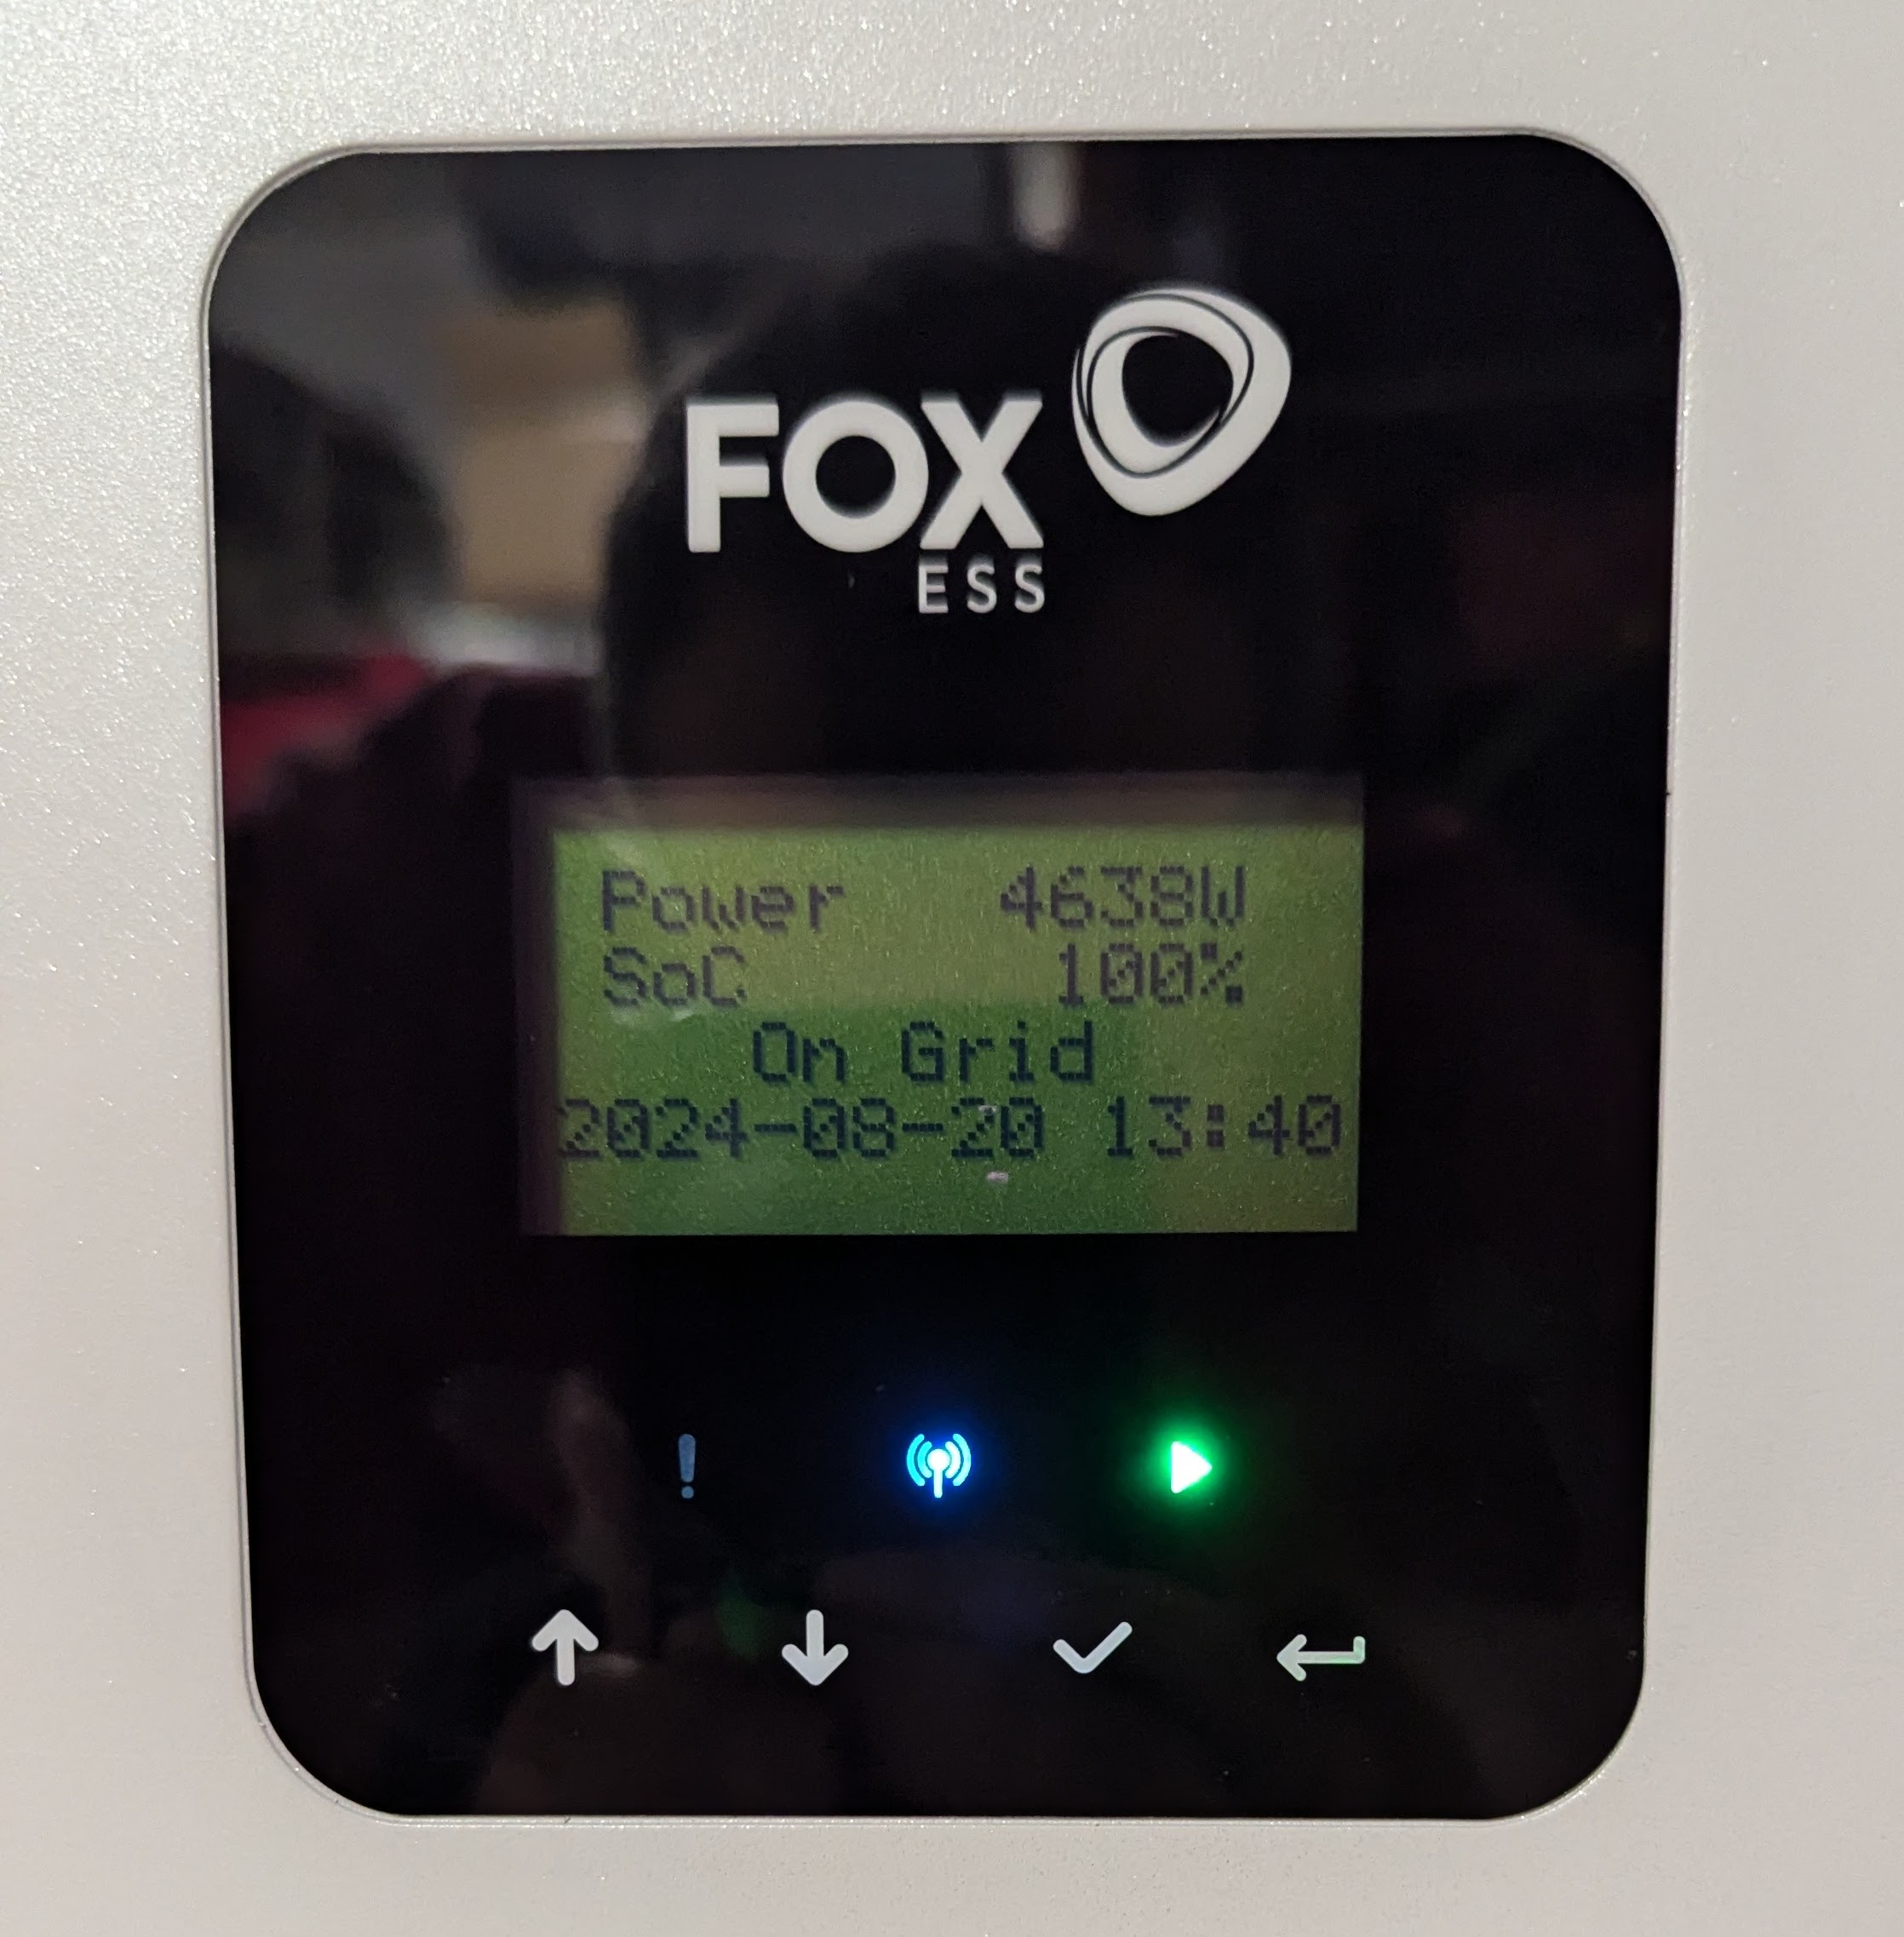 FOX
ESS
Power 4638W
SoC 100%
On Grid
2024-08-20 13:40